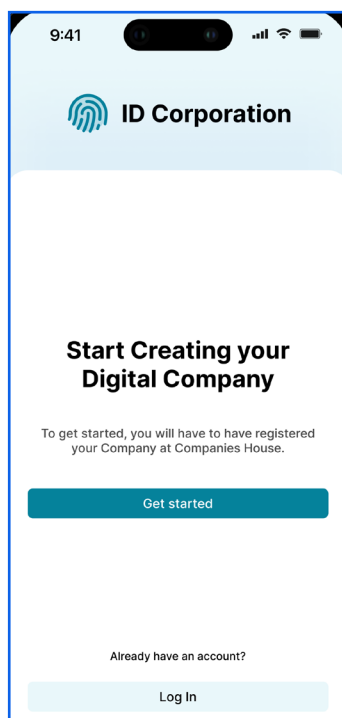 9:41
ID Corporation
Start Creating your
Digital Company
To get started, you will have to have registered
your Company at Companies House.
Get started
Already have an account?
Log In